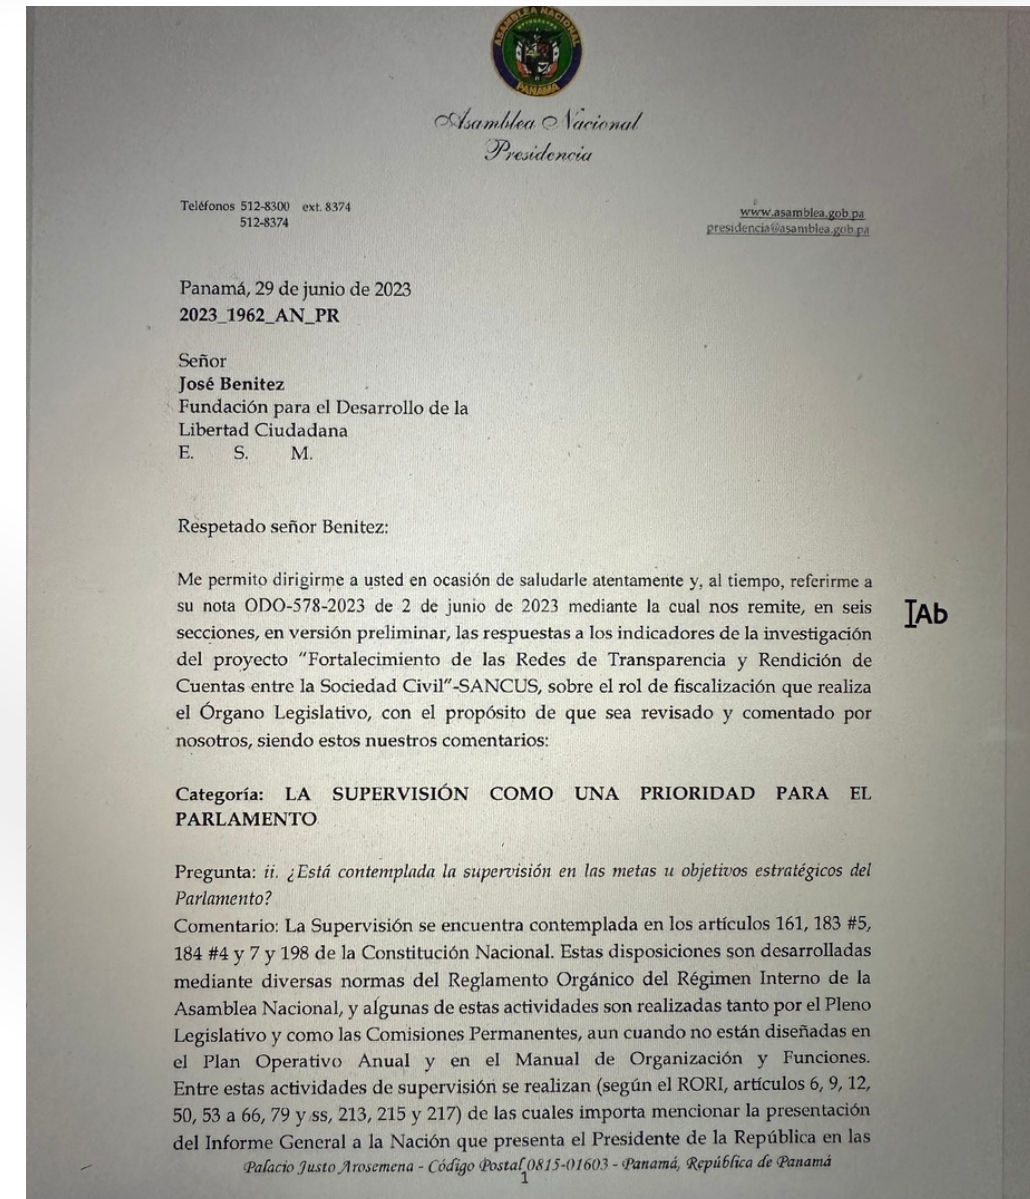 ASAMBLEA NACIONAL
PANAMÁ
Asamblea Nacional
Presidencia
Teléfonos 512-8300 ext. 8374
512-8374
www.asamblea.gob.pa
presidencia@asamblea.gob.pa
Panamá, 29 de junio de 2023
2023_1962_AN_PR
Señor
José Benitez
Fundación para el Desarrollo de la
Libertad Ciudadana
E. S. M.
Respetado señor Benitez:
Me permito dirigirme a usted en ocasión de saludarle atentamente y, al tiempo, referirme a
su nota ODO-578-2023 de 2 de junio de 2023 mediante la cual nos remite, en seis
secciones, en versión preliminar, las respuestas a los indicadores de la investigación
del proyecto "Fortalecimiento de las Redes de Transparencia y Rendición de
Cuentas entre la Sociedad Civil"-SANCUS, sobre el rol de fiscalización que realiza
el Órgano Legislativo, con el propósito de que sea revisado y comentado por
nosotros, siendo estos nuestros comentarios:
Categoría: LA SUPERVISIÓN COMO UNA PRIORIDAD PARA EL
PARLAMENTO
Pregunta: ii. ¿Está contemplada la supervisión en las metas u objetivos estratégicos del
Parlamento?
Comentario: La Supervisión se encuentra contemplada en los artículos 161, 183 #5,
184 #4 y 7 y 198 de la Constitución Nacional. Estas disposiciones son desarrolladas
mediante diversas normas del Reglamento Orgánico del Régimen Interno de la
Asamblea Nacional, y algunas de estas actividades son realizadas tanto por el Pleno
Legislativo y como las Comisiones Permanentes, aun cuando no están diseñadas en
el Plan Operativo Anual y en el Manual de Organización y Funciones.
Entre estas actividades de supervisión se realizan (según el RORI, artículos 6, 9, 12,
50, 53 a 66, 79 y ss, 213, 215 y 217) de las cuales importa mencionar la presentación
del Informe General a la Nación que presenta el Presidente de la República en las
Palacio Justo Arosemena - Código Postal 0815-01603 - Panamá, República de Panamá
1
Ab